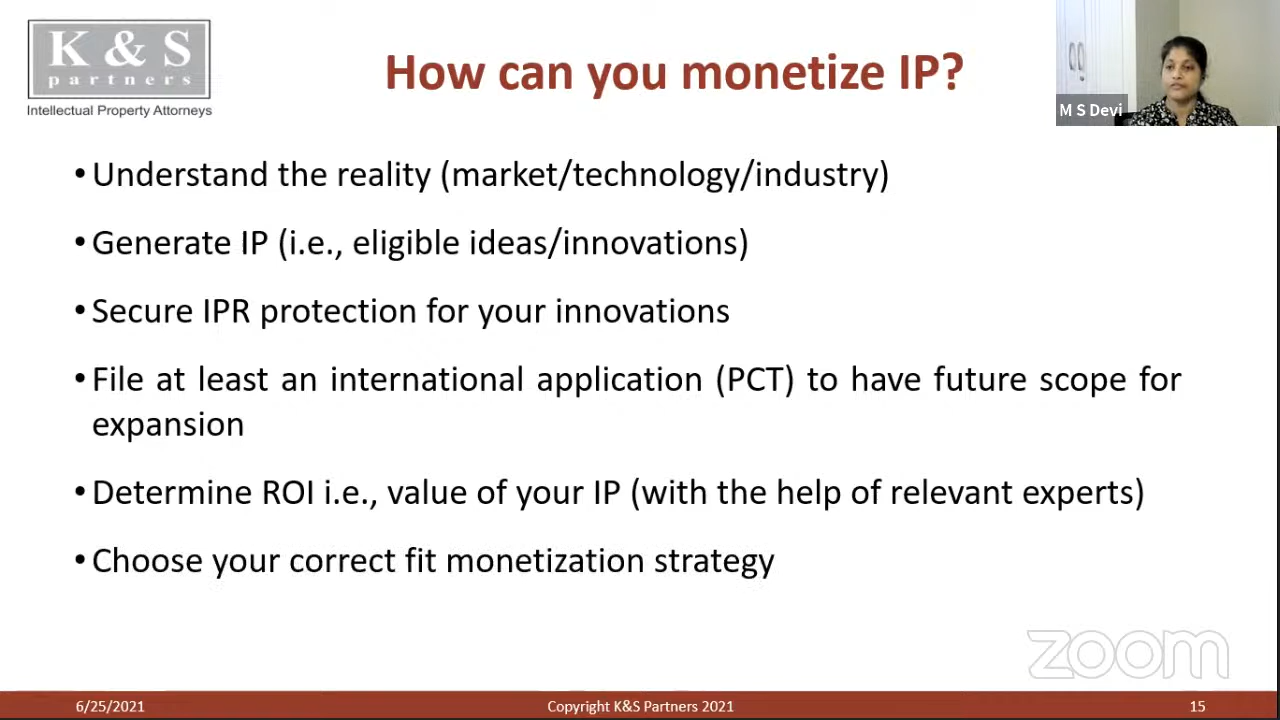 K & S
partners
Intellectual Property Attorneys
How can you monetize IP?
M S Devi
• Understand the reality (market/technology/industry)
• Generate IP (i.e., eligible ideas/innovations)
• Secure IPR protection for your innovations
• File at least an international application (PCT) to have future scope for
expansion
• Determine ROI i.e., value of your IP (with the help of relevant experts)
• Choose your correct fit monetization strategy
zoom
6/25/2021
Copyright K&S Partners 2021
15